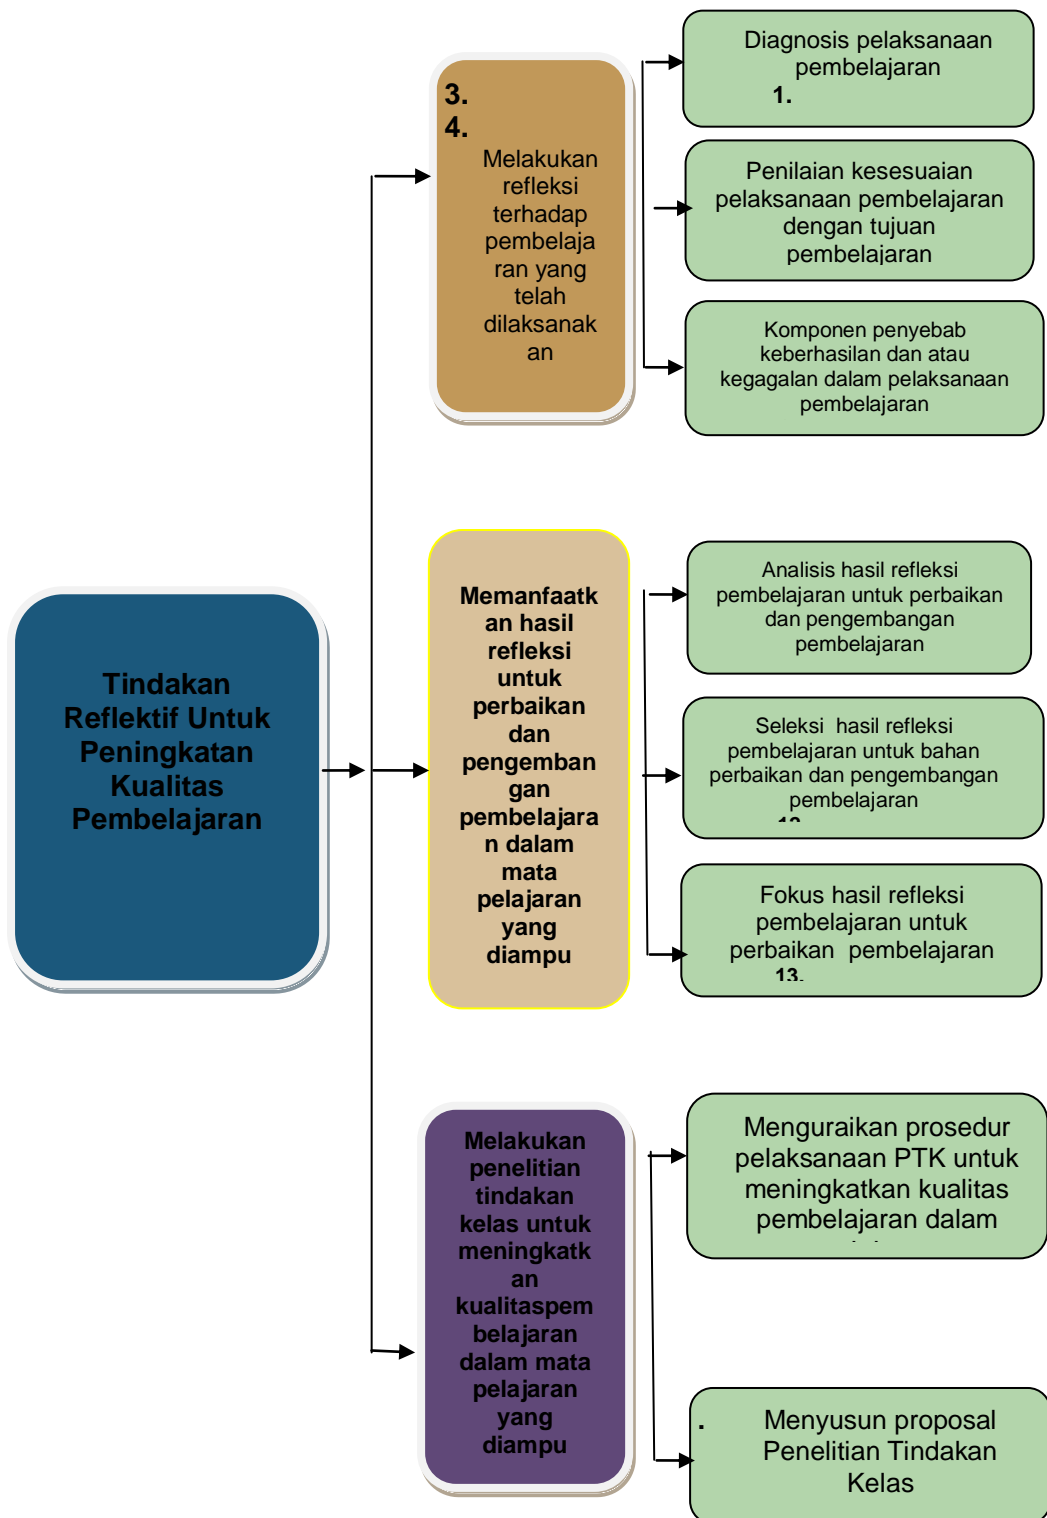 Tindakan
Reflektif Untuk
Peningkatan
Kualitas
Pembelajaran
3.
4.
Melakukan
refleksi
terhadap
pembelaja
ran yang
telah
dilaksanak
an
Diagnosis pelaksanaan
pembelajaran
1.
Penilaian kesesuaian
pelaksanaan pembelajaran
dengan tujuan
pembelajaran
Komponen penyebab
keberhasilan dan atau
kegagalan dalam pelaksanaan
pembelajaran
Memanfaatk
an hasil
refleksi
untuk
perbaikan
dan
pengemban
gan
pembelajara
n dalam
mata
pelajaran
yang
diampu
Analisis hasil refleksi
pembelajaran untuk perbaikan
dan pengembangan
pembelajaran
Seleksi  hasil refleksi
pembelajaran untuk bahan
perbaikan dan pengembangan
pembelajaran
Fokus hasil refleksi
pembelajaran untuk
perbaikan  pembelajaran
13.
Melakukan
penelitian
tindakan
kelas untuk
meningkatk
an
kualitaspem
belajaran
dalam mata
pelajaran
yang
diampu
Menguraikan prosedur
pelaksanaan PTK untuk
meningkatkan kualitas
pembelajaran dalam
. Menyusun proposal
Penelitian Tindakan
Kelas